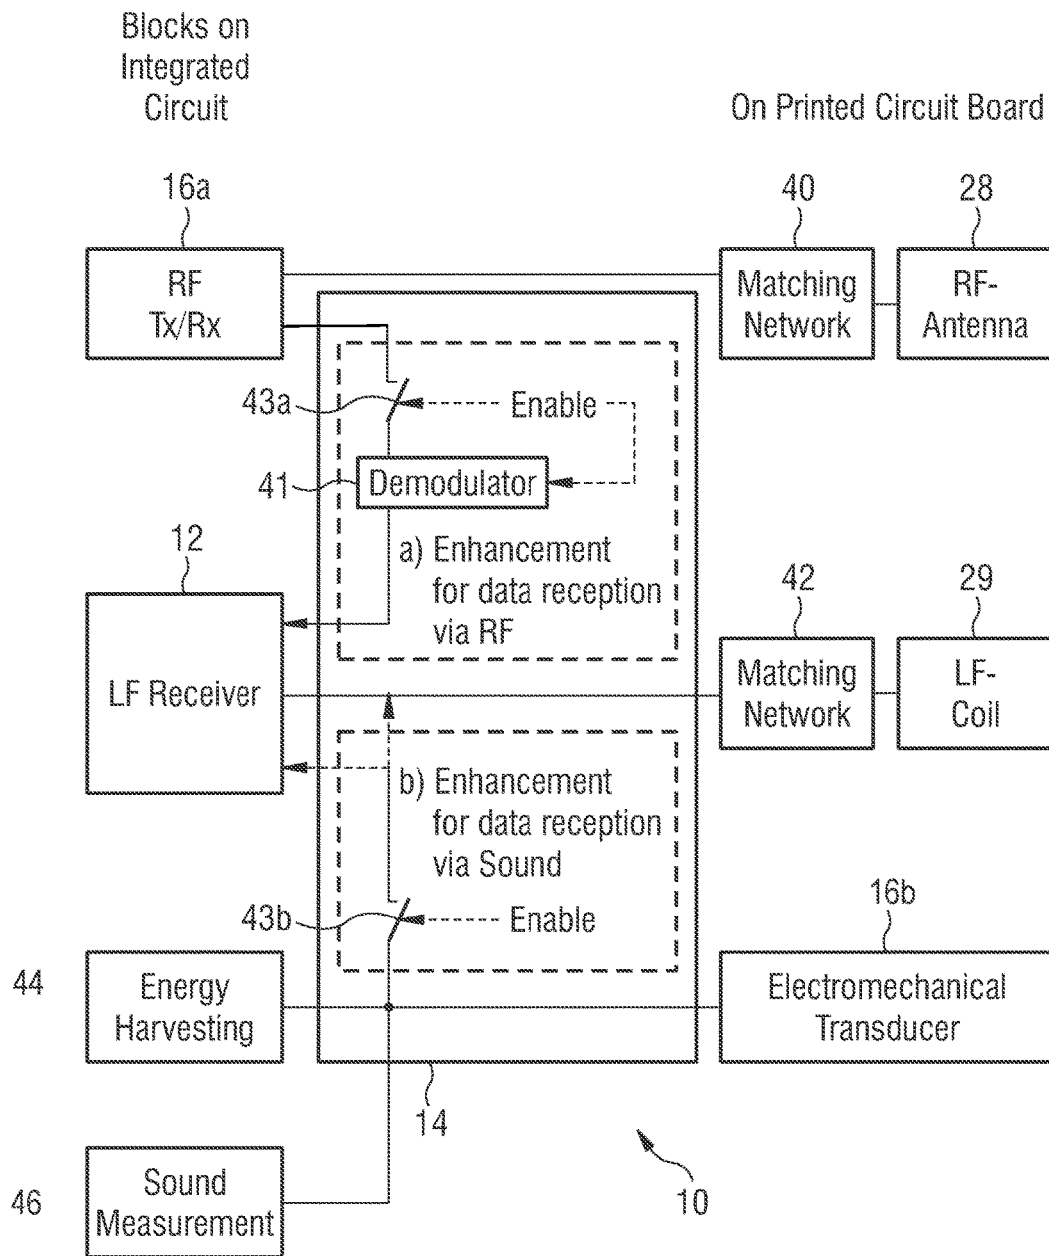 Blocks on
Integrated
Circuit
On Printed Circuit Board
16a
40
28
RF
Tx/Rx
Matching
Network
RF-
Antenna
43a
Enable
41
Demodulator
12
a) Enhancement
for data reception
via RF
42
29
LF Receiver
Matching
Network
LF-
Coil
b) Enhancement
for data reception
via Sound
43b
Enable
16b
44
Energy
Harvesting
Electromechanical
Transducer
14
10
46
Sound
Measurement